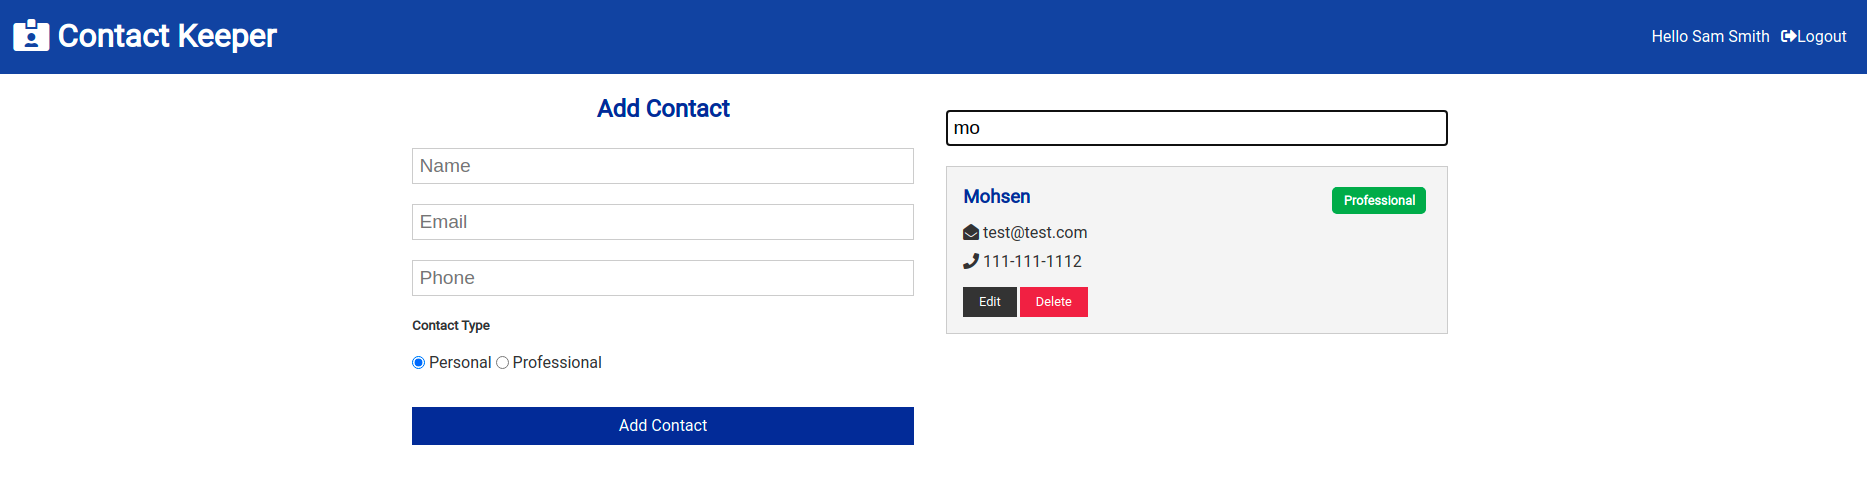 Contact Keeper
Hello Sam Smith Logout
Add Contact
Name
Email
Phone
Contact Type
Personal Professional
Add Contact
mo
Mohsen
Professional
test@test.com
111-111-1112
Edit Delete